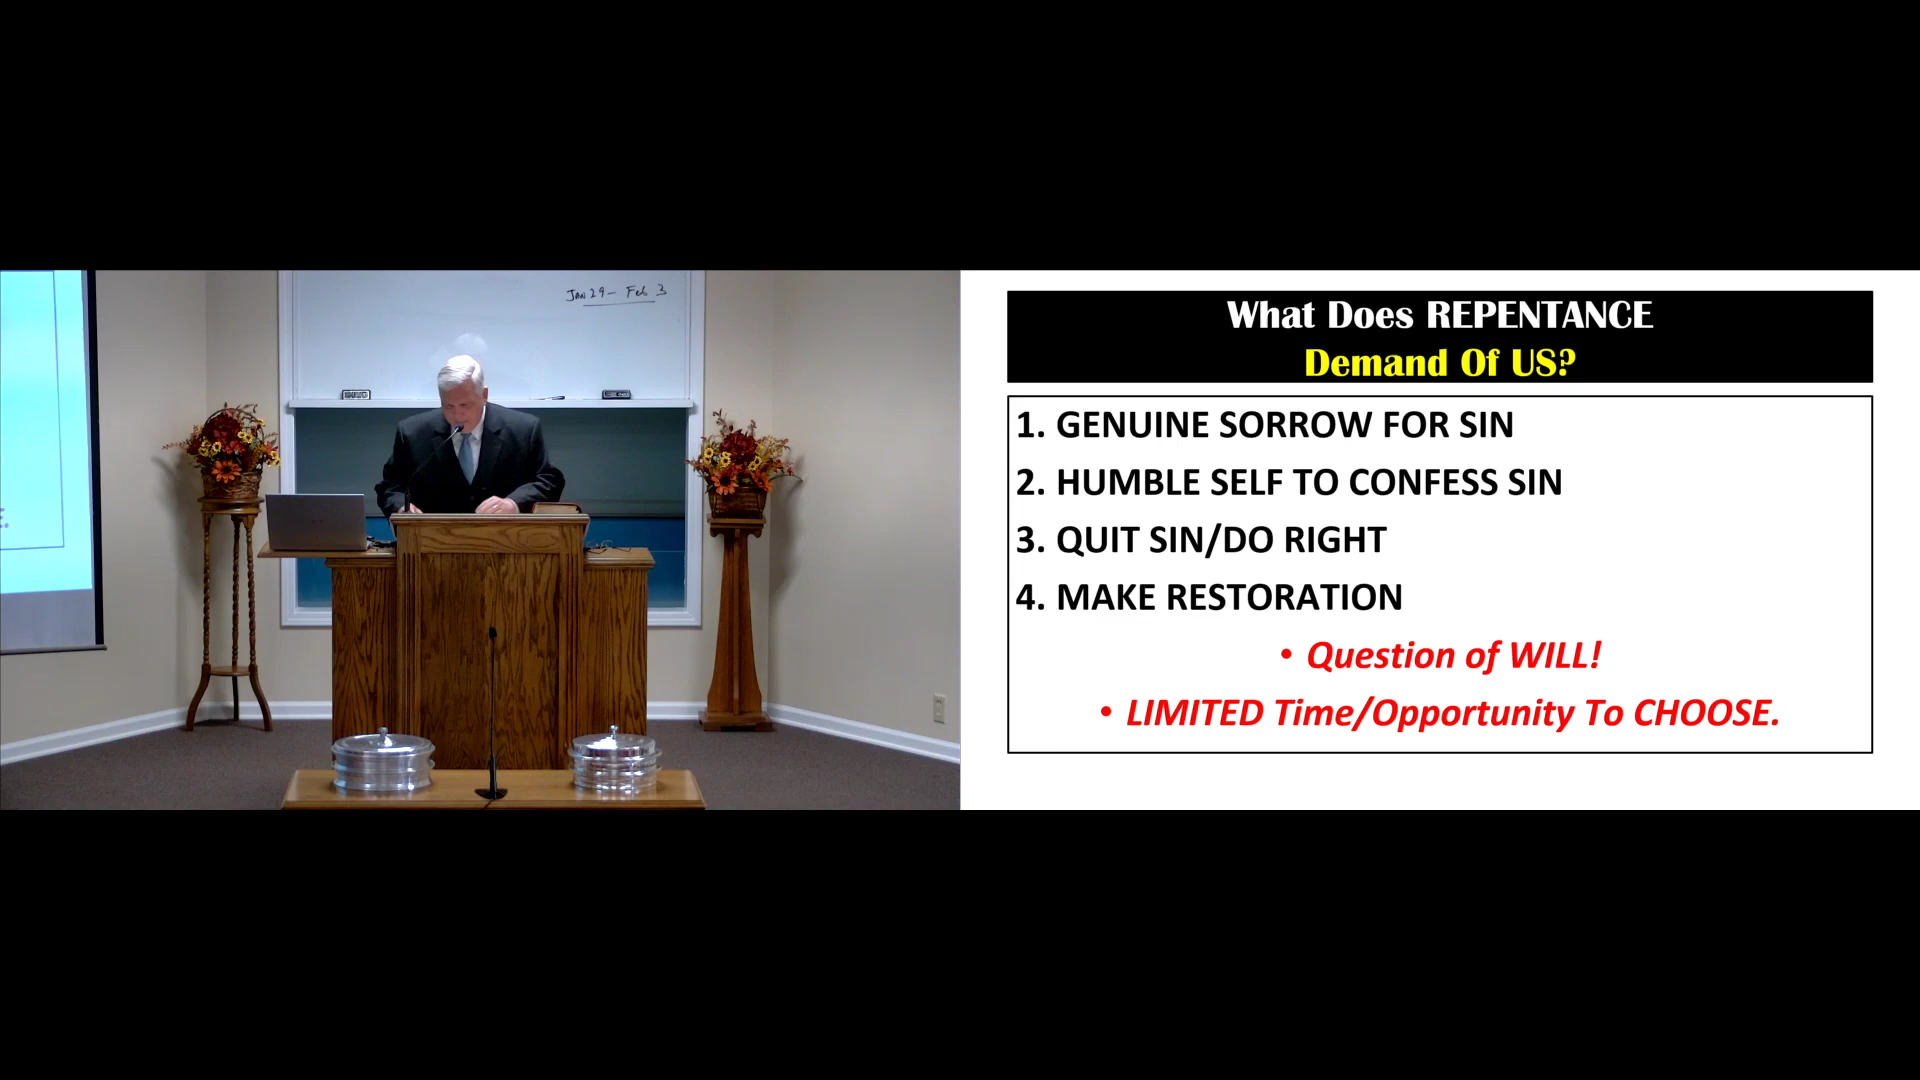 Jan 29 - Feb 3
What Does REPENTANCE
Demand Of US?
1. GENUINE SORROW FOR SIN
2. HUMBLE SELF TO CONFESS SIN
3. QUIT SIN/DO RIGHT
4. MAKE RESTORATION
• Question of WILL!
• LIMITED Time/Opportunity To CHOOSE.